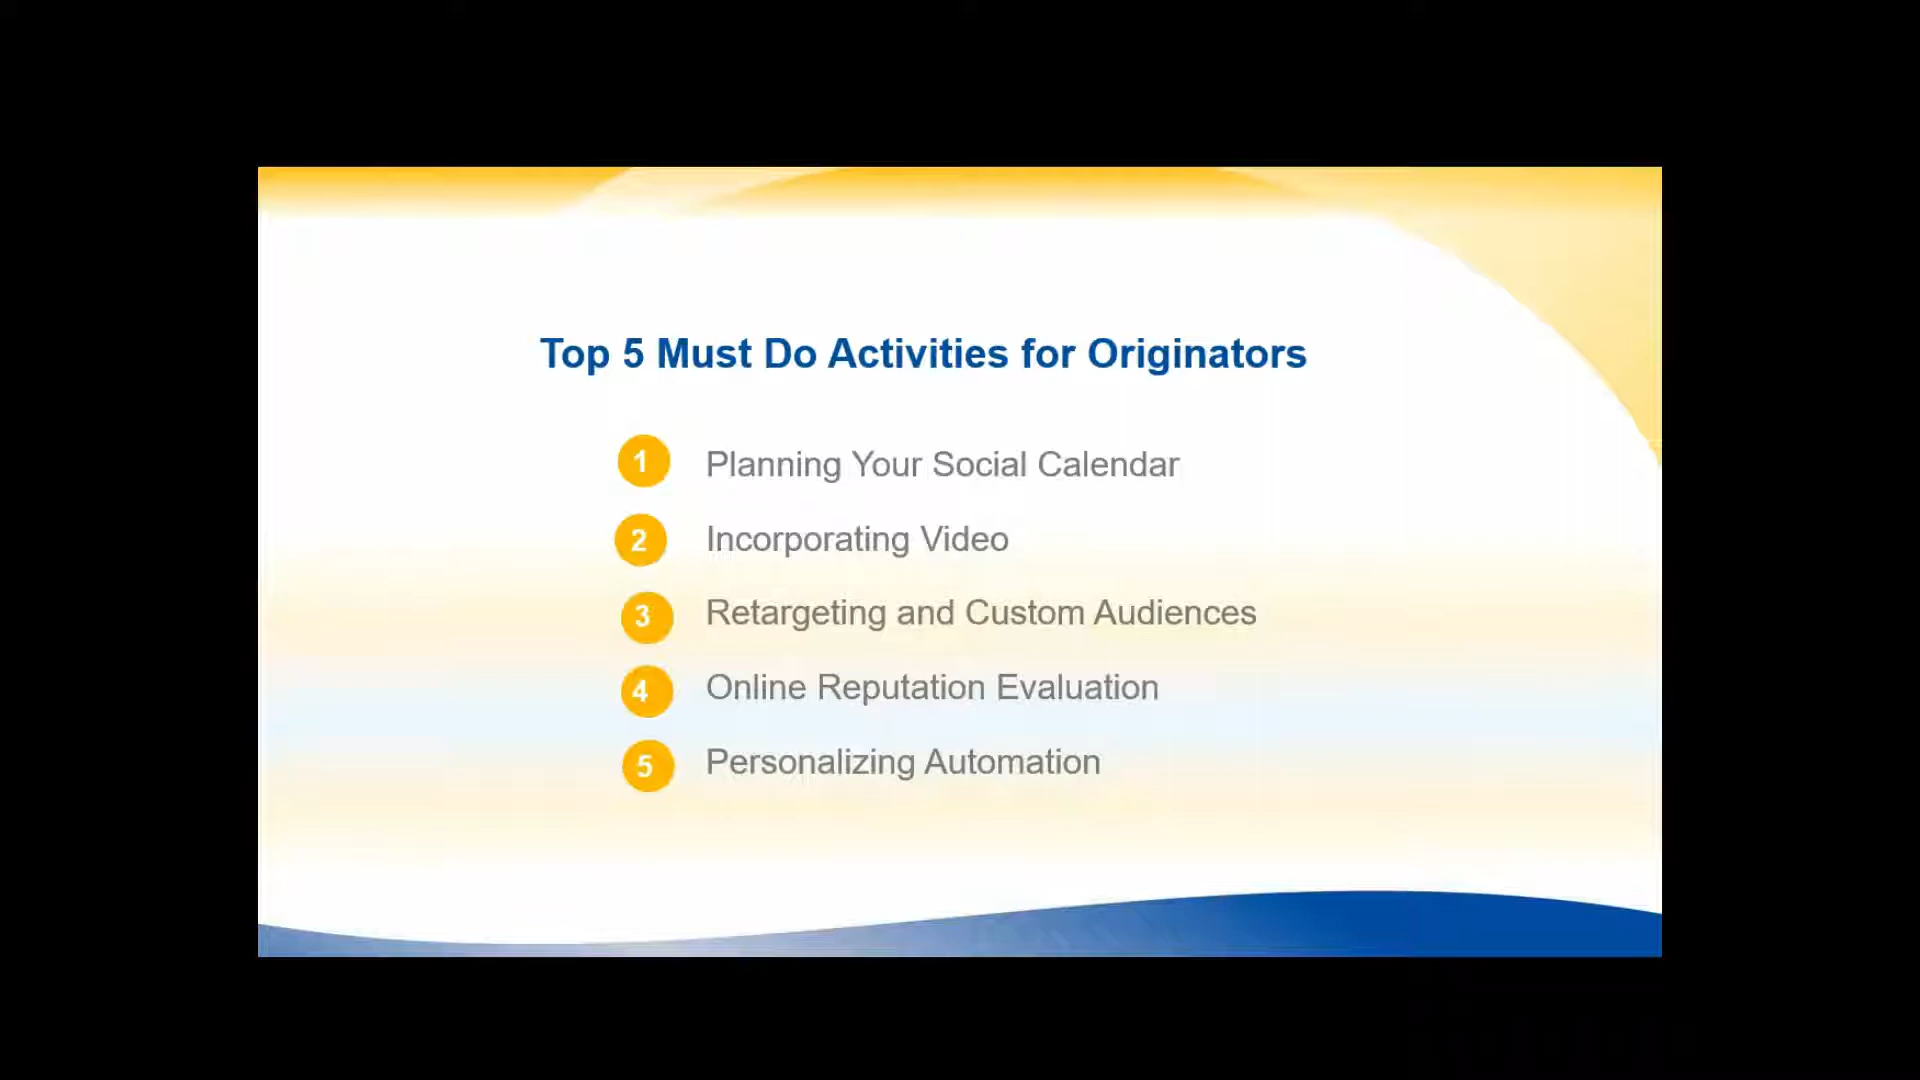 Top 5 Must Do Activities for Originators
1 Planning Your Social Calendar
2 Incorporating Video
3 Retargeting and Custom Audiences
4 Online Reputation Evaluation
5 Personalizing Automation